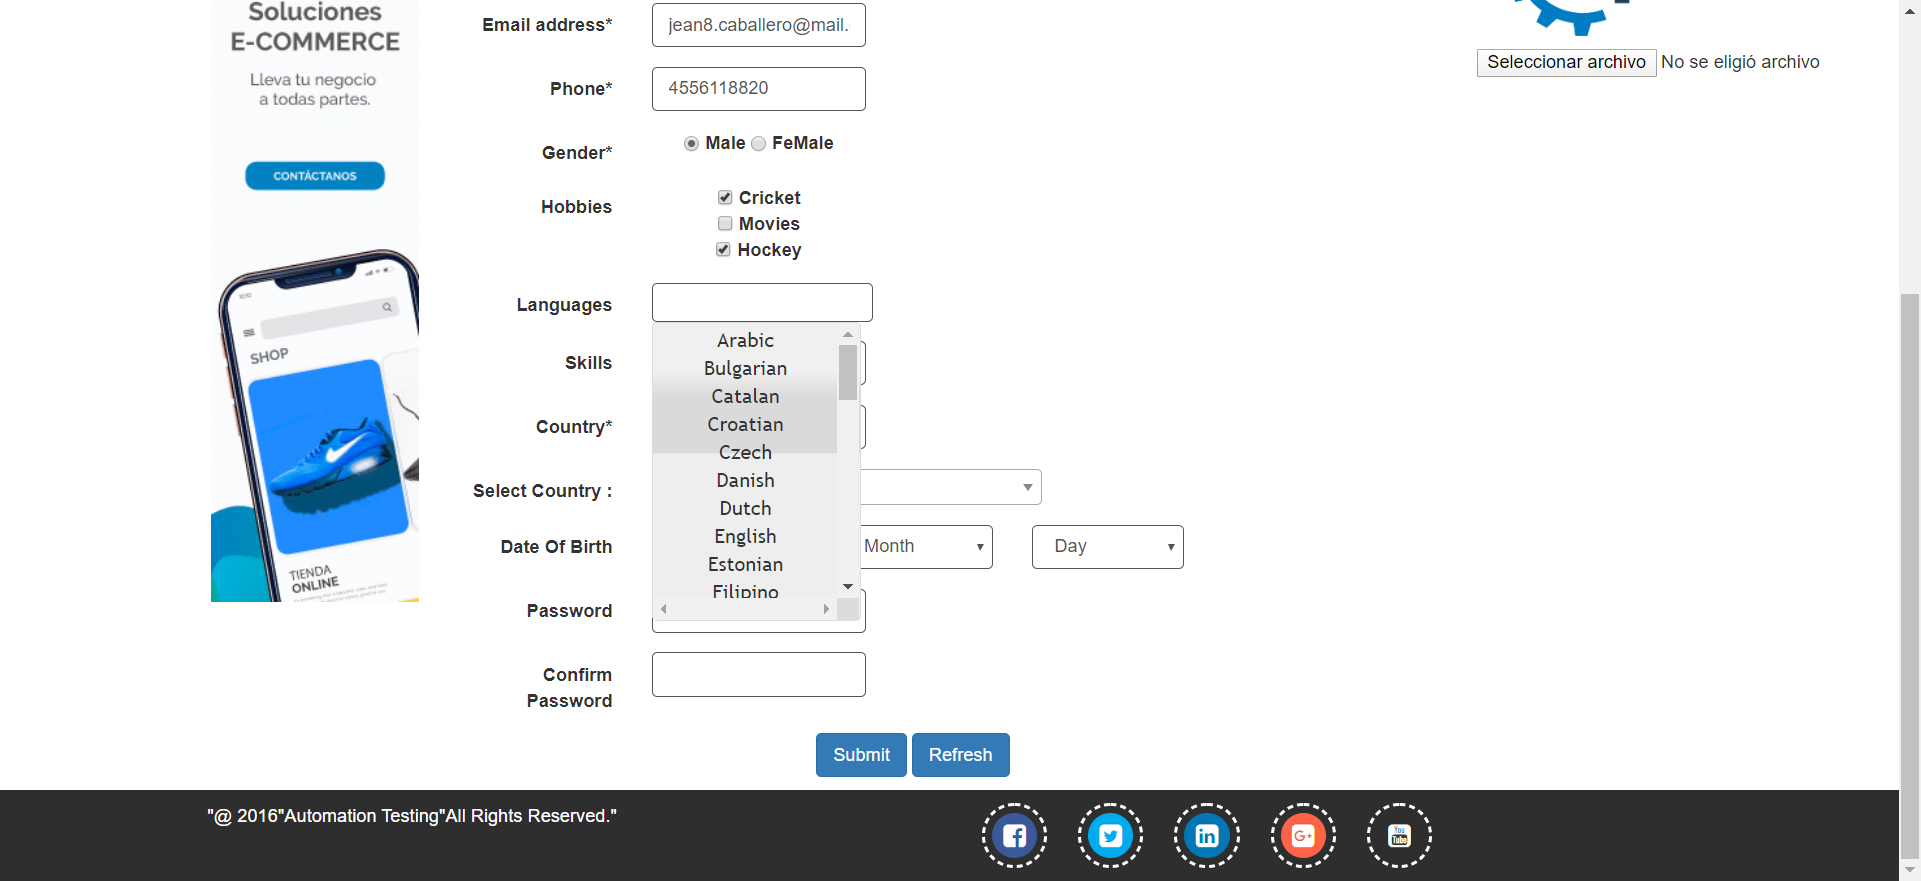 Soluciones
E-COMMERCE
Lleva tu negocio
a todas partes.
CONTÁCTANOS
SHOP
TIENDA
ONLINE
Email address*
jean8.caballero@mail.
Phone*
4556118820
Gender*
Male FeMale
Hobbies
Cricket
Movies
Hockey
Languages
Arabic
Bulgarian
Catalan
Croatian
Czech
Danish
Dutch
English
Estonian
Filipino
Skills
Country*
Select Country :
Date Of Birth
Month Day
Password
Confirm
Password
Submit Refresh
Seleccionar archivo No se eligió archivo
"@ 2016"Automation Testing"All Rights Reserved."
in
G+
You
Tube